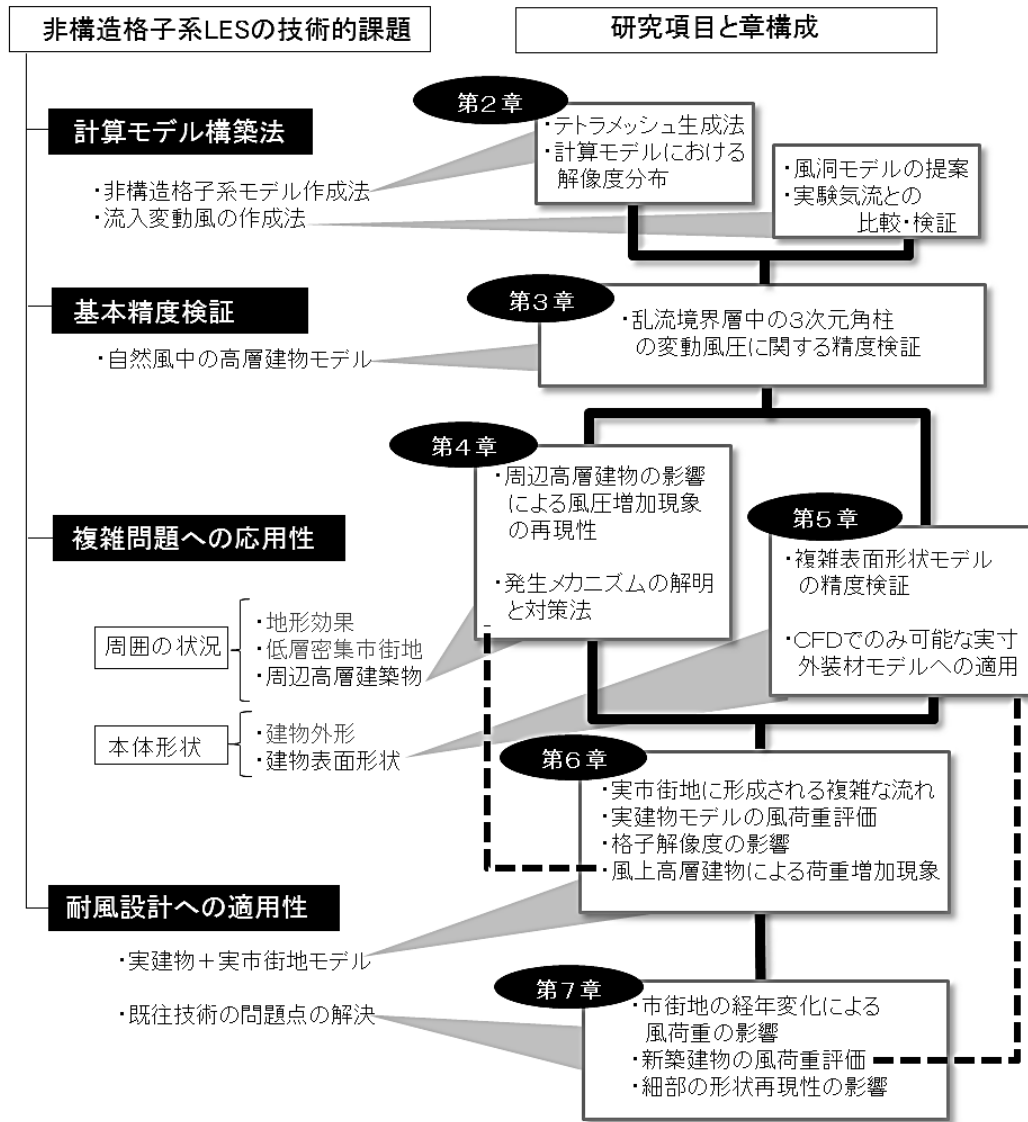 非構造格子系LESの技術的課題
研究項目と章構成
計算モデル構築法
・非構造格子系モデル作成法
・流入変動風の作成法
第2章
・テトラメッシュ生成法
・計算モデルにおける
解像度分布
・風洞モデルの提案
・実験気流との
比較・検証
基本精度検証
・自然風中の高層建物モデル
第3章
・乱流境界層中の3次元角柱
の変動風圧に関する精度検証
複雑問題への応用性
周囲の状況
・地形効果
・低層密集市街地
・周辺高層建築物
本体形状
・建物外形
・建物表面形状
第4章
・周辺高層建物の影響
による風圧増加現象
の再現性
・発生メカニズムの解明
と対策法
第5章
・複雑表面形状モデル
の精度検証
・CFDでのみ可能な実寸
外装材モデルへの適用
第6章
・実市街地に形成される複雑な流れ
・実建物モデルの風荷重評価
・格子解像度の影響
・風上高層建物による荷重増加現象
耐風設計への適用性
・実建物＋実市街地モデル
・既往技術の問題点の解決
第7章
・市街地の経年変化による
風荷重の影響
・新築建物の風荷重評価
・細部の形状再現性の影響